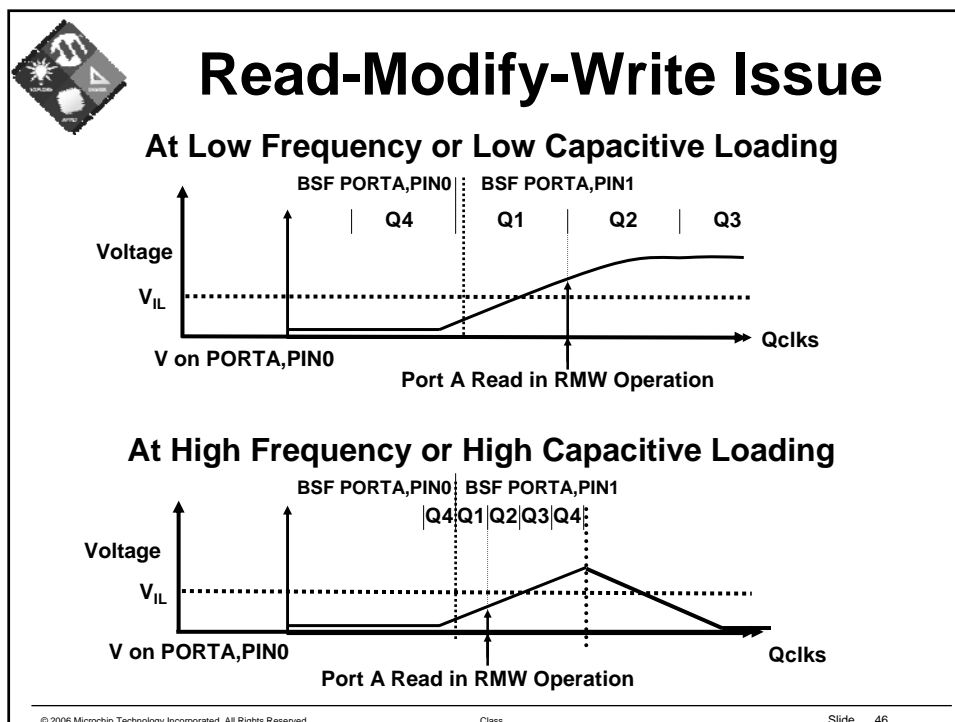 Read-Modify-Write Issue
At Low Frequency or Low Capacitive Loading
BSF PORTA,PIN0 BSF PORTA,PIN1
Q4 Q1 Q2 Q3
Voltage
VIL
Qclks
V on PORTA,PIN0
Port A Read in RMW Operation
At High Frequency or High Capacitive Loading
BSF PORTA,PIN0 BSF PORTA,PIN1
Q4 Q1 Q2 Q3 Q4
Voltage
VIL
V on PORTA,PIN0
Qclks
Port A Read in RMW Operation
© 2006 Microchip Technology Incorporated. All Rights Reserved. Class Slide 46